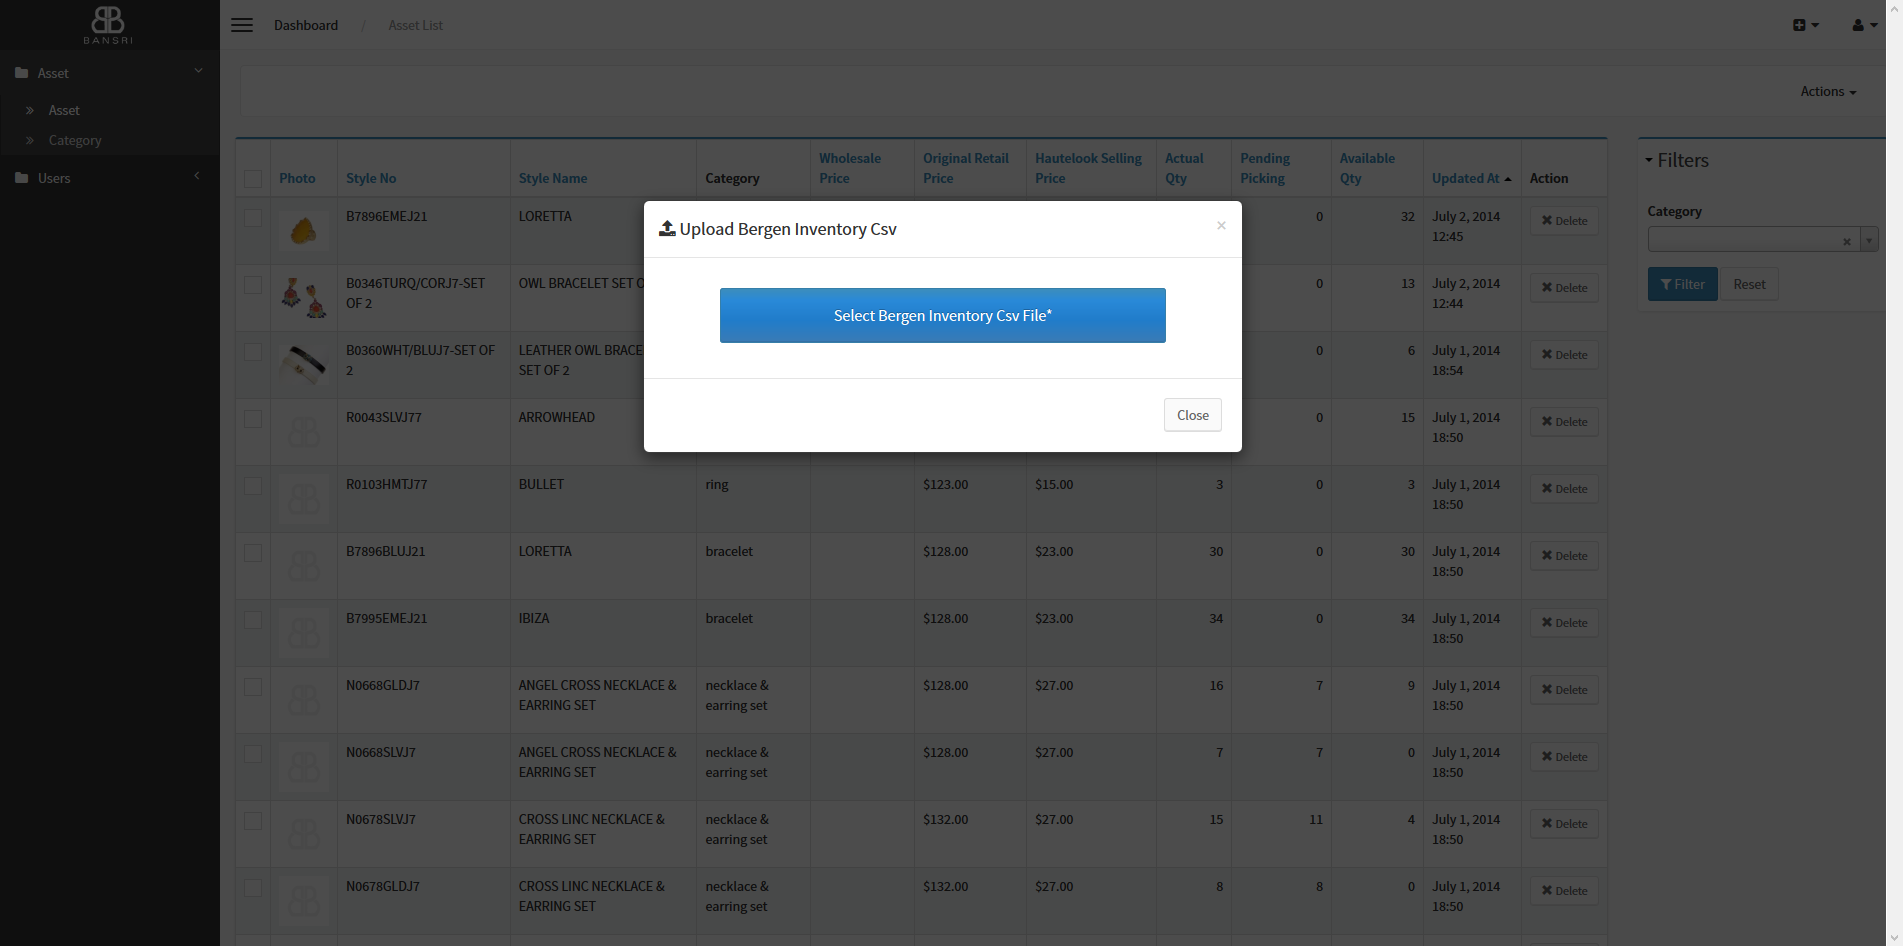 BANSRI
Dashboard / Asset List
Asset
Asset
Category
Users
Actions
Photo Style No Style Name Category Wholesale Price Original Retail Price Hautelook Selling Price Actual Qty Pending Picking Available Qty Updated At Action
B7896EMEJ21 LORETTA 0 32 July 2, 2014 12:45 Delete
B0346TURQ/CORJ7-SET OF 2 OWL BRACELET SET O 0 13 July 2, 2014 12:44 Delete
B0360WHT/BLUJ7-SET OF 2 LEATHER OWL BRACE SET OF 2 0 6 July 1, 2014 18:54 Delete
R0043SLVJ77 ARROWHEAD 0 15 July 1, 2014 18:50 Delete
R0103HMTJ77 BULLET ring $123.00 $15.00 3 0 3 July 1, 2014 18:50 Delete
B7896BLUJ21 LORETTA bracelet $128.00 $23.00 30 0 30 July 1, 2014 18:50 Delete
B7995EMEJ21 IBIZA bracelet $128.00 $23.00 34 0 34 July 1, 2014 18:50 Delete
N0668GLDJ7 ANGEL CROSS NECKLACE & EARRING SET necklace & earring set $128.00 $27.00 16 7 9 July 1, 2014 18:50 Delete
N0668SLVJ7 ANGEL CROSS NECKLACE & EARRING SET necklace & earring set $128.00 $27.00 7 7 0 July 1, 2014 18:50 Delete
N0678SLVJ7 CROSS LINC NECKLACE & EARRING SET necklace & earring set $132.00 $27.00 15 11 4 July 1, 2014 18:50 Delete
N0678GLDJ7 CROSS LINC NECKLACE & EARRING SET necklace & earring set $132.00 $27.00 8 8 0 July 1, 2014 18:50 Delete
Filters
Category
Filter Reset
Upload Bergen Inventory Csv ×
Select Bergen Inventory Csv File*
Close